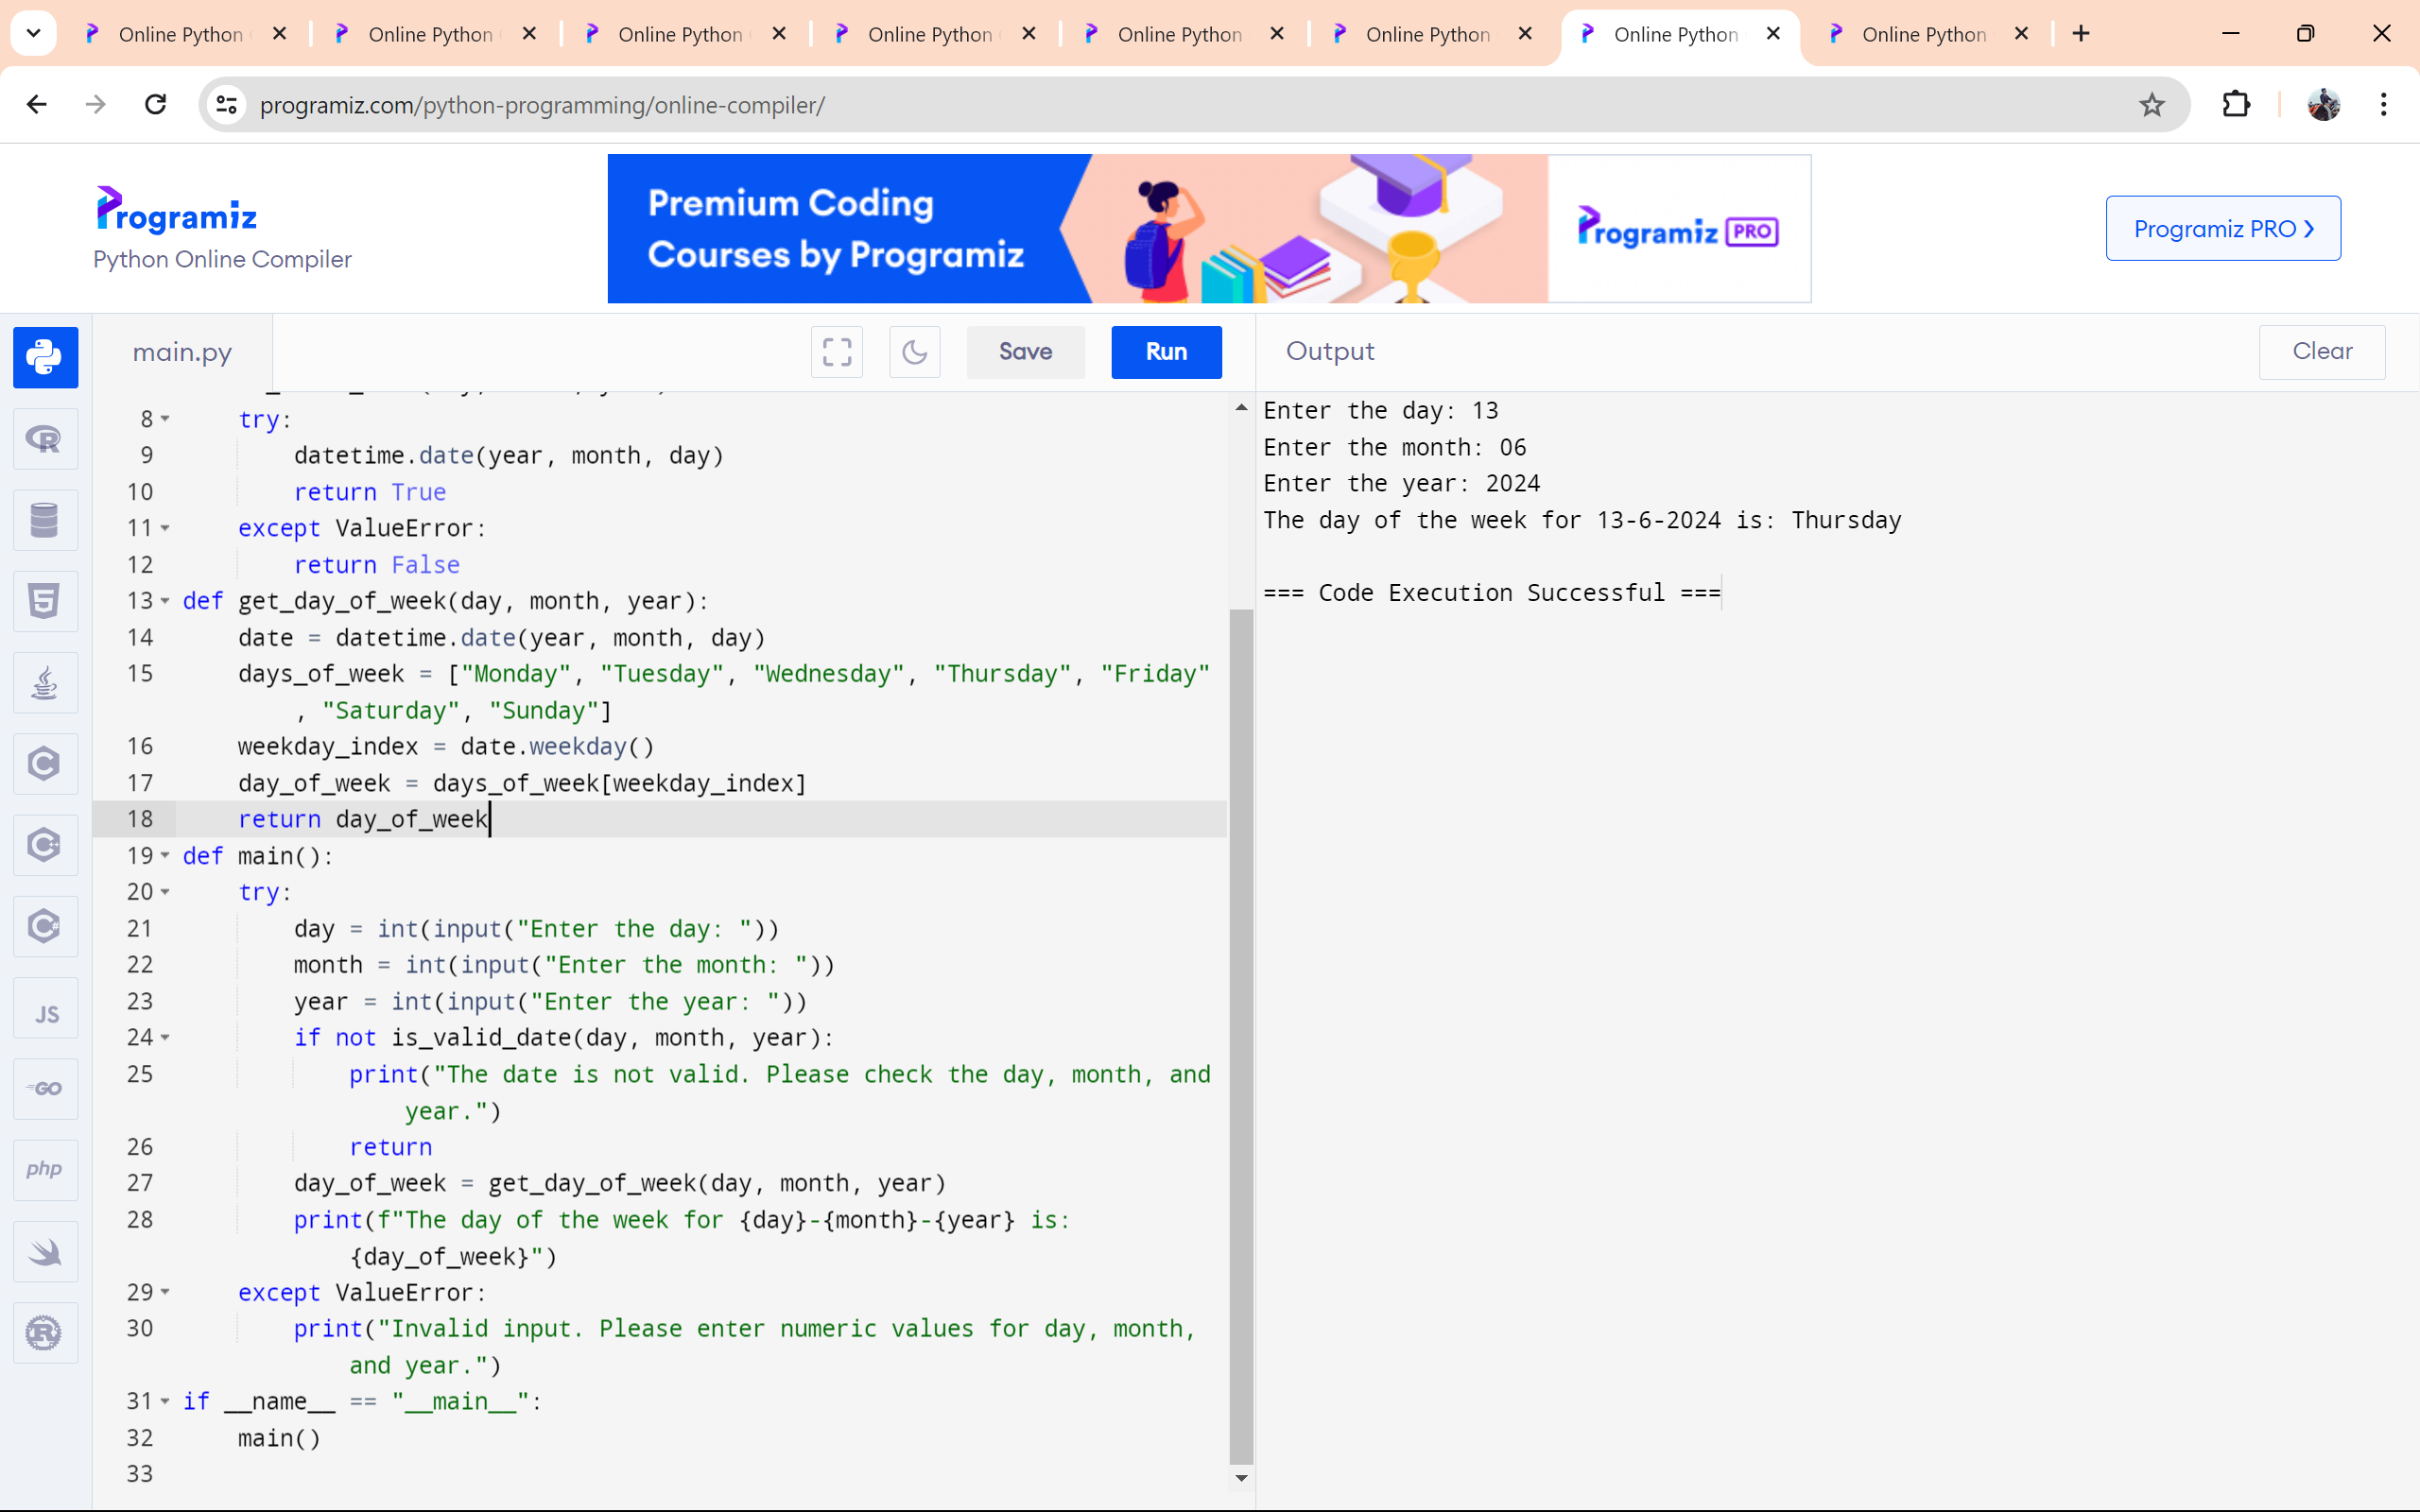 Online Python
Online Python
Online Python
Online Python
Online Python
Online Python
Online Python
Online Python
programiz.com/python-programming/online-compiler/
Programiz
Python Online Compiler
Premium Coding
Courses by Programiz
Programiz PRO
Programiz PRO
main.py
Save
Run
Output
Clear
8 try:
9 datetime.date(year, month, day)
10 return True
11 except ValueError:
12 return False
13 def get_day_of_week(day, month, year):
14 date = datetime.date(year, month, day)
15 days_of_week = ["Monday", "Tuesday", "Wednesday", "Thursday", "Friday"
, "Saturday", "Sunday"]
16 weekday_index = date.weekday()
17 day_of_week = days_of_week[weekday_index]
18 return day_of_week
19 def main():
20 try:
21 day = int(input("Enter the day: "))
22 month = int(input("Enter the month: "))
23 year = int(input("Enter the year: "))
24 if not is_valid_date(day, month, year):
25 print("The date is not valid. Please check the day, month, and
year.")
26 return
27 day_of_week = get_day_of_week(day, month, year)
28 print(f"The day of the week for {day}-{month}-{year} is:
{day_of_week}")
29 except ValueError:
30 print("Invalid input. Please enter numeric values for day, month,
and year.")
31 if __name__ == "__main__":
32 main()
33
Enter the day: 13
Enter the month: 06
Enter the year: 2024
The day of the week for 13-6-2024 is: Thursday
=== Code Execution Successful ===
R
5
C
C++
C#
JS
GO
php
R